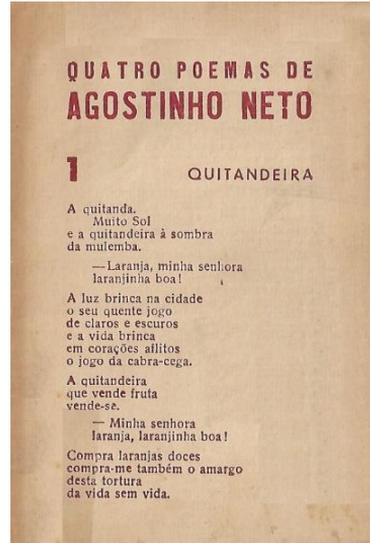 QUATRO POEMAS DE
AGOSTINHO NETO
1 QUITANDEIRA
A quitanda.
Muito Sol
e a quitandeira à sombra
da mulemba.
—Laranja, minha senhora
laranjinha boa!
A luz brinca na cidade
o seu quente jogo
de claros e escuros
e a vida brinca
em corações aflitos
o jogo da cabra-cega.
A quitandeira
que vende fruta
vende-se.
— Minha senhora
laranja, laranjinha boa!
Compra laranjas doces
compra-me também o amargo
desta tortura
da vida sem vida.